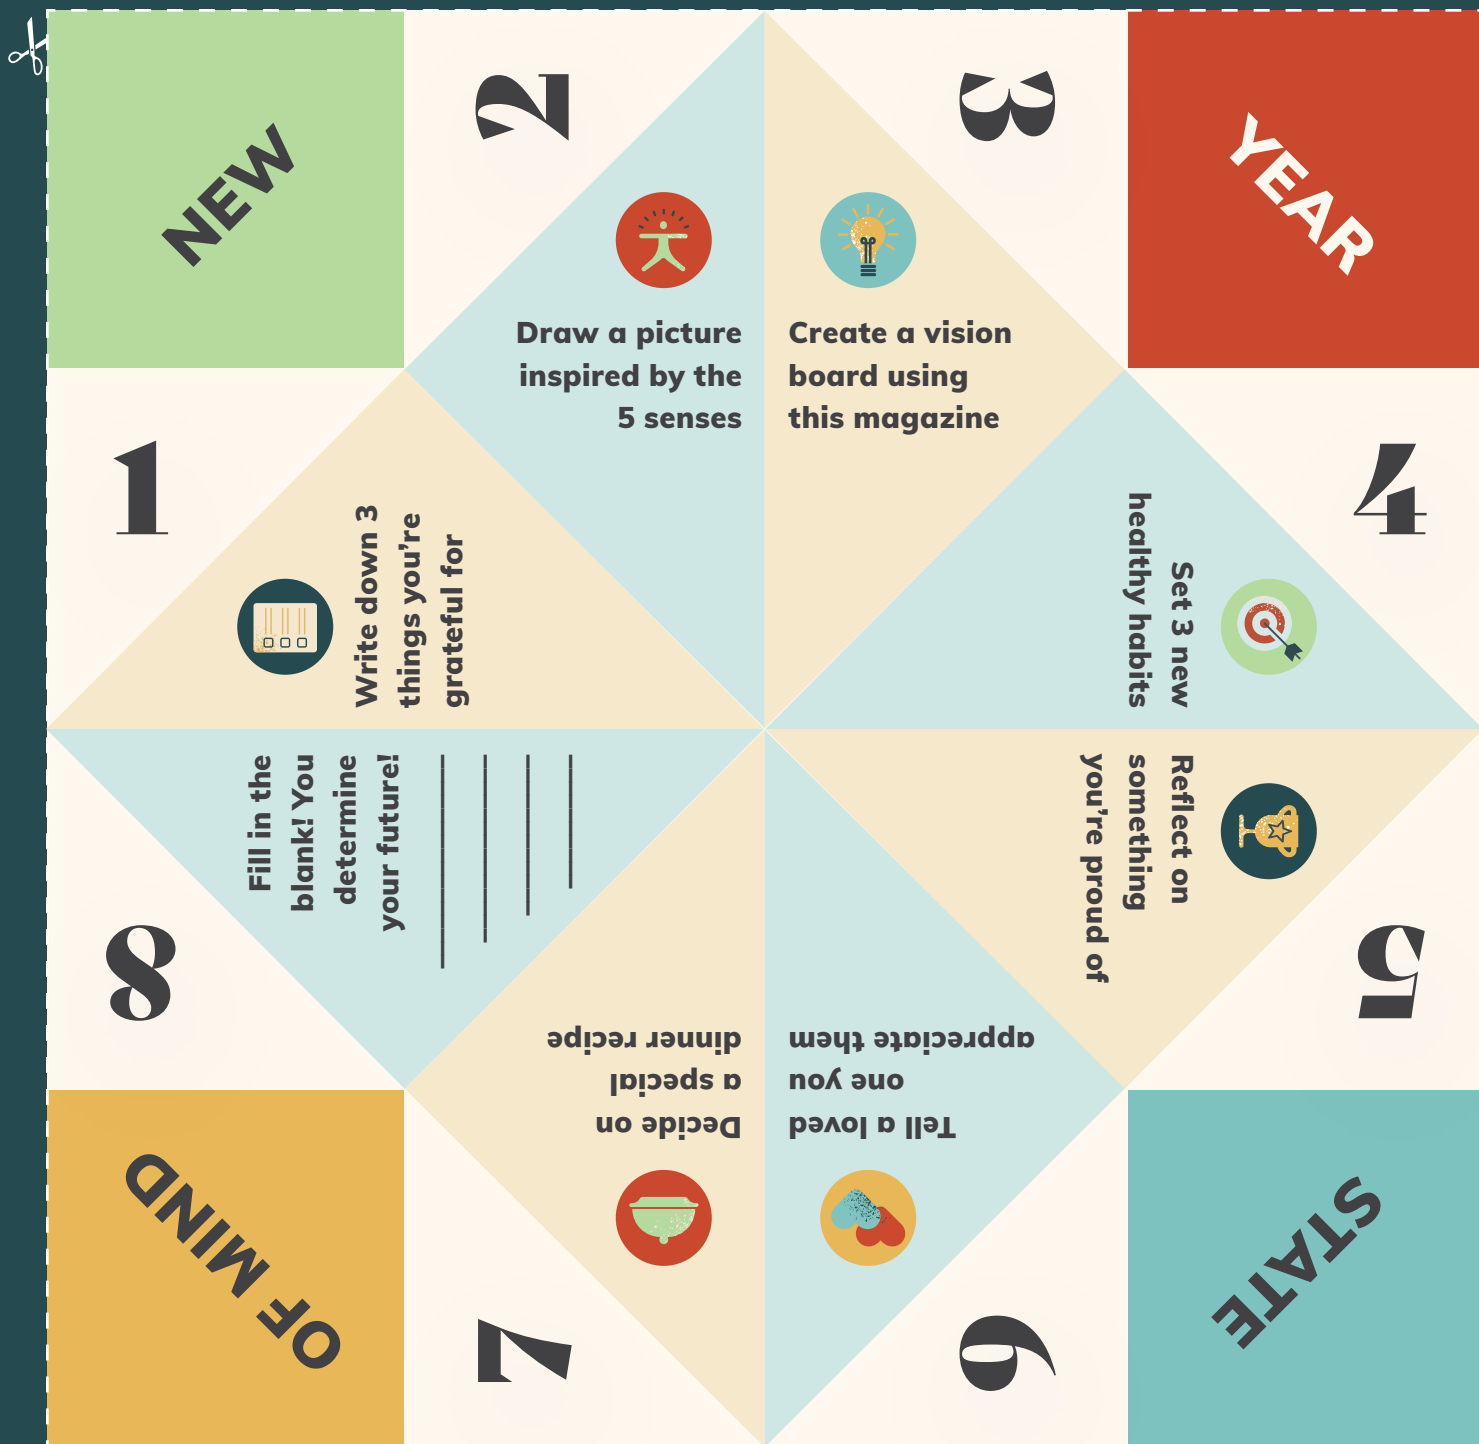 NEW
2
3
YEAR
Draw a picture
inspired by the
5 senses
Create a vision
board using
this magazine
1
Write down 3
things you're
grateful for
4
Set 3 new
healthy habits
8
Fill in the
blank! You
determine
your future!
5
Reflect on
something
you're proud of
Decide on
a special
dinner recipe
7
Tell a loved
one you
appreciate them
6
OF MIND
STATE